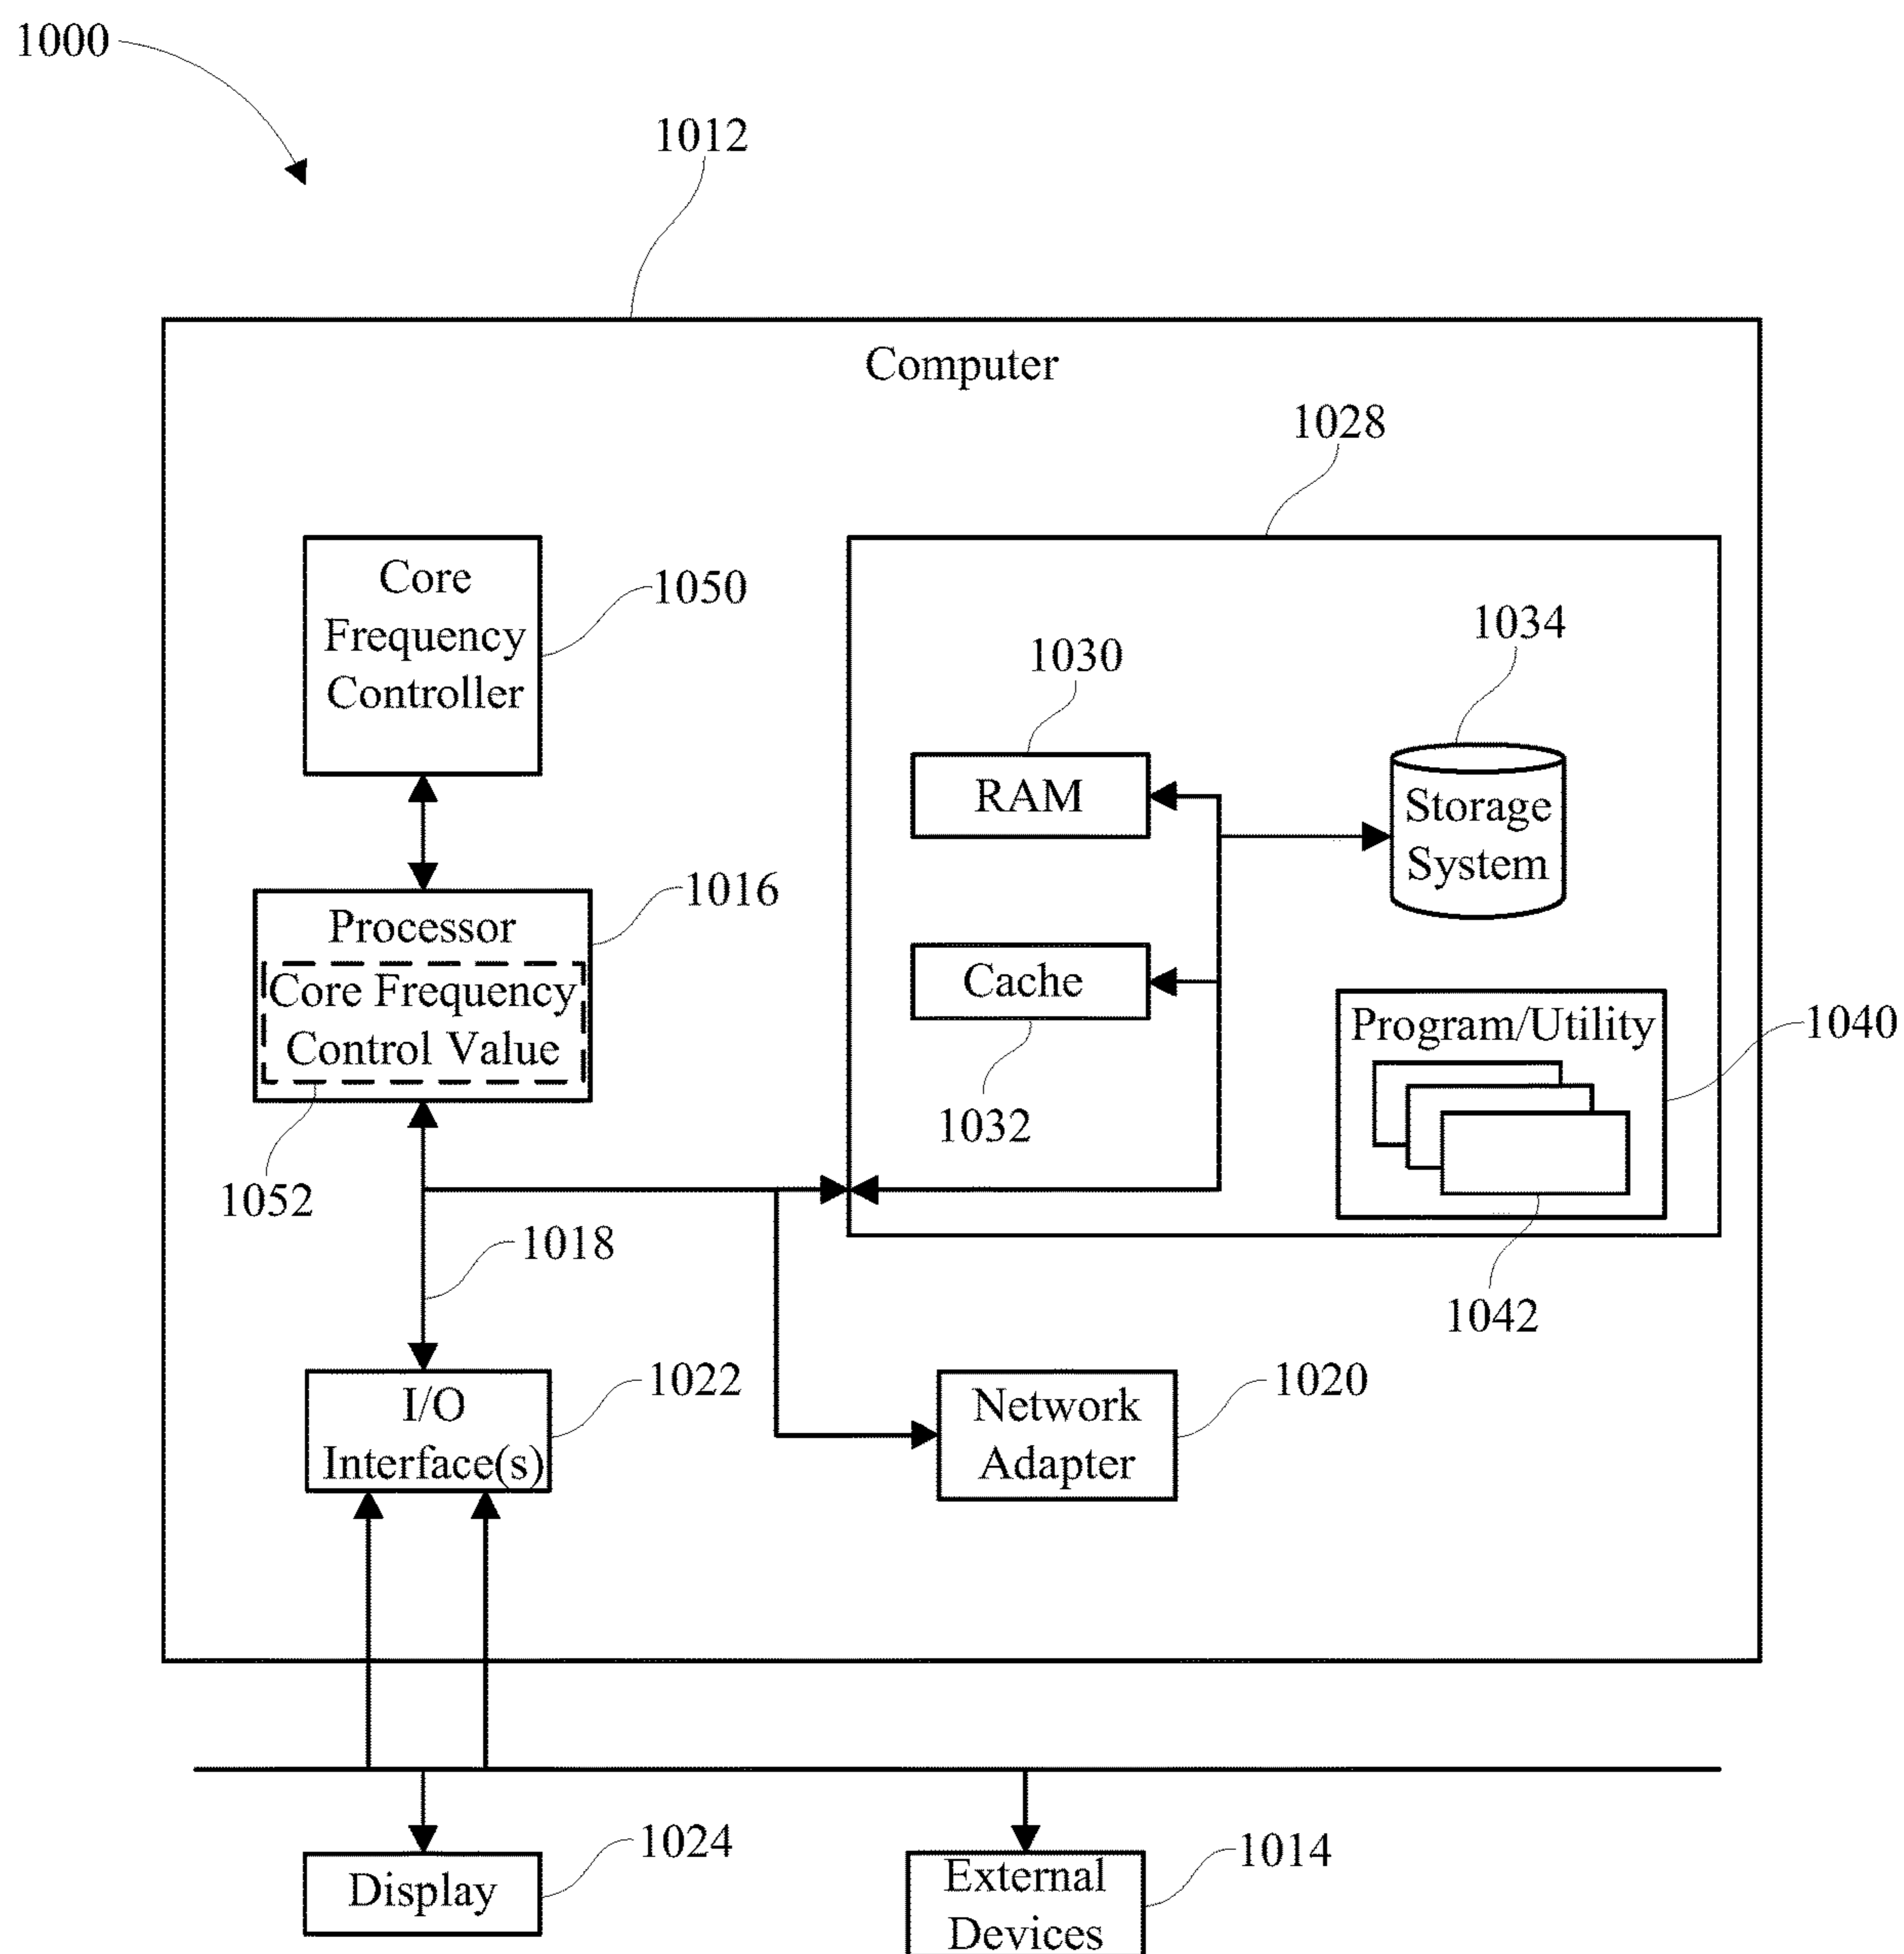 1000
1012
Computer
1028
Core
Frequency
Controller
1050
1030
1034
RAM
Storage
System
Processor
1016
Core Frequency
Control Value
1052
Cache
1032
Program/Utility
1040
1042
1018
I/O
Interface(s)
1022
Network
Adapter
1020
Display
1024
External
Devices
1014